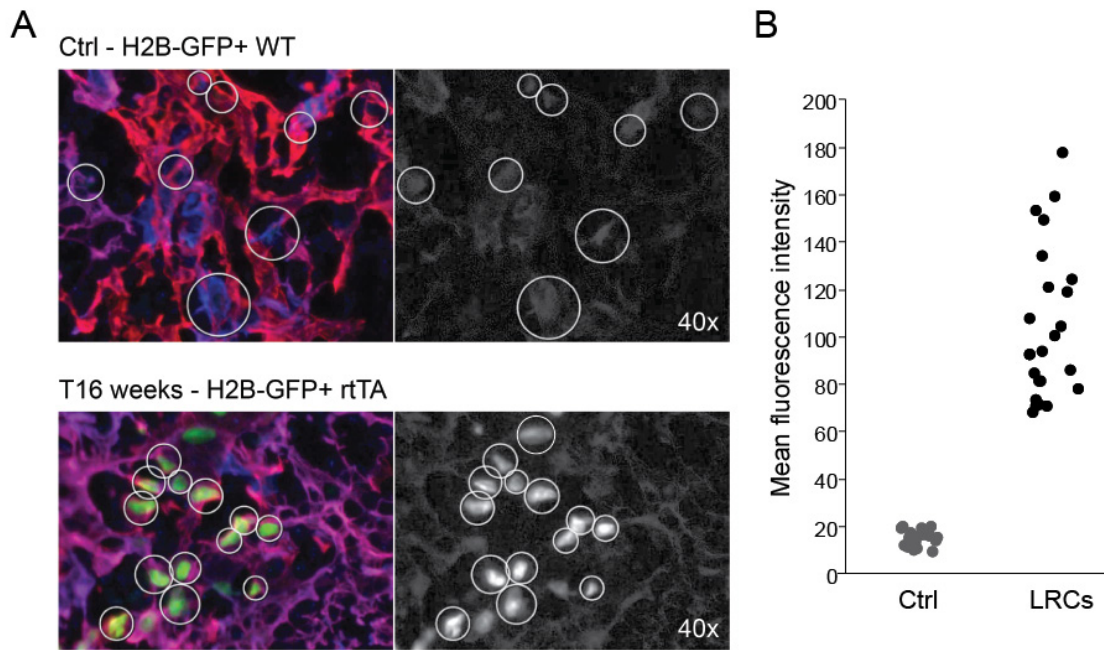 A
Ctrl - H2B-GFP+ WT
40x
T16 weeks - H2B-GFP+ rtTA
40x
B
Mean fluorescence intensity
200
180
160
140
120
100
80
60
40
20
0
Ctrl
LRCs